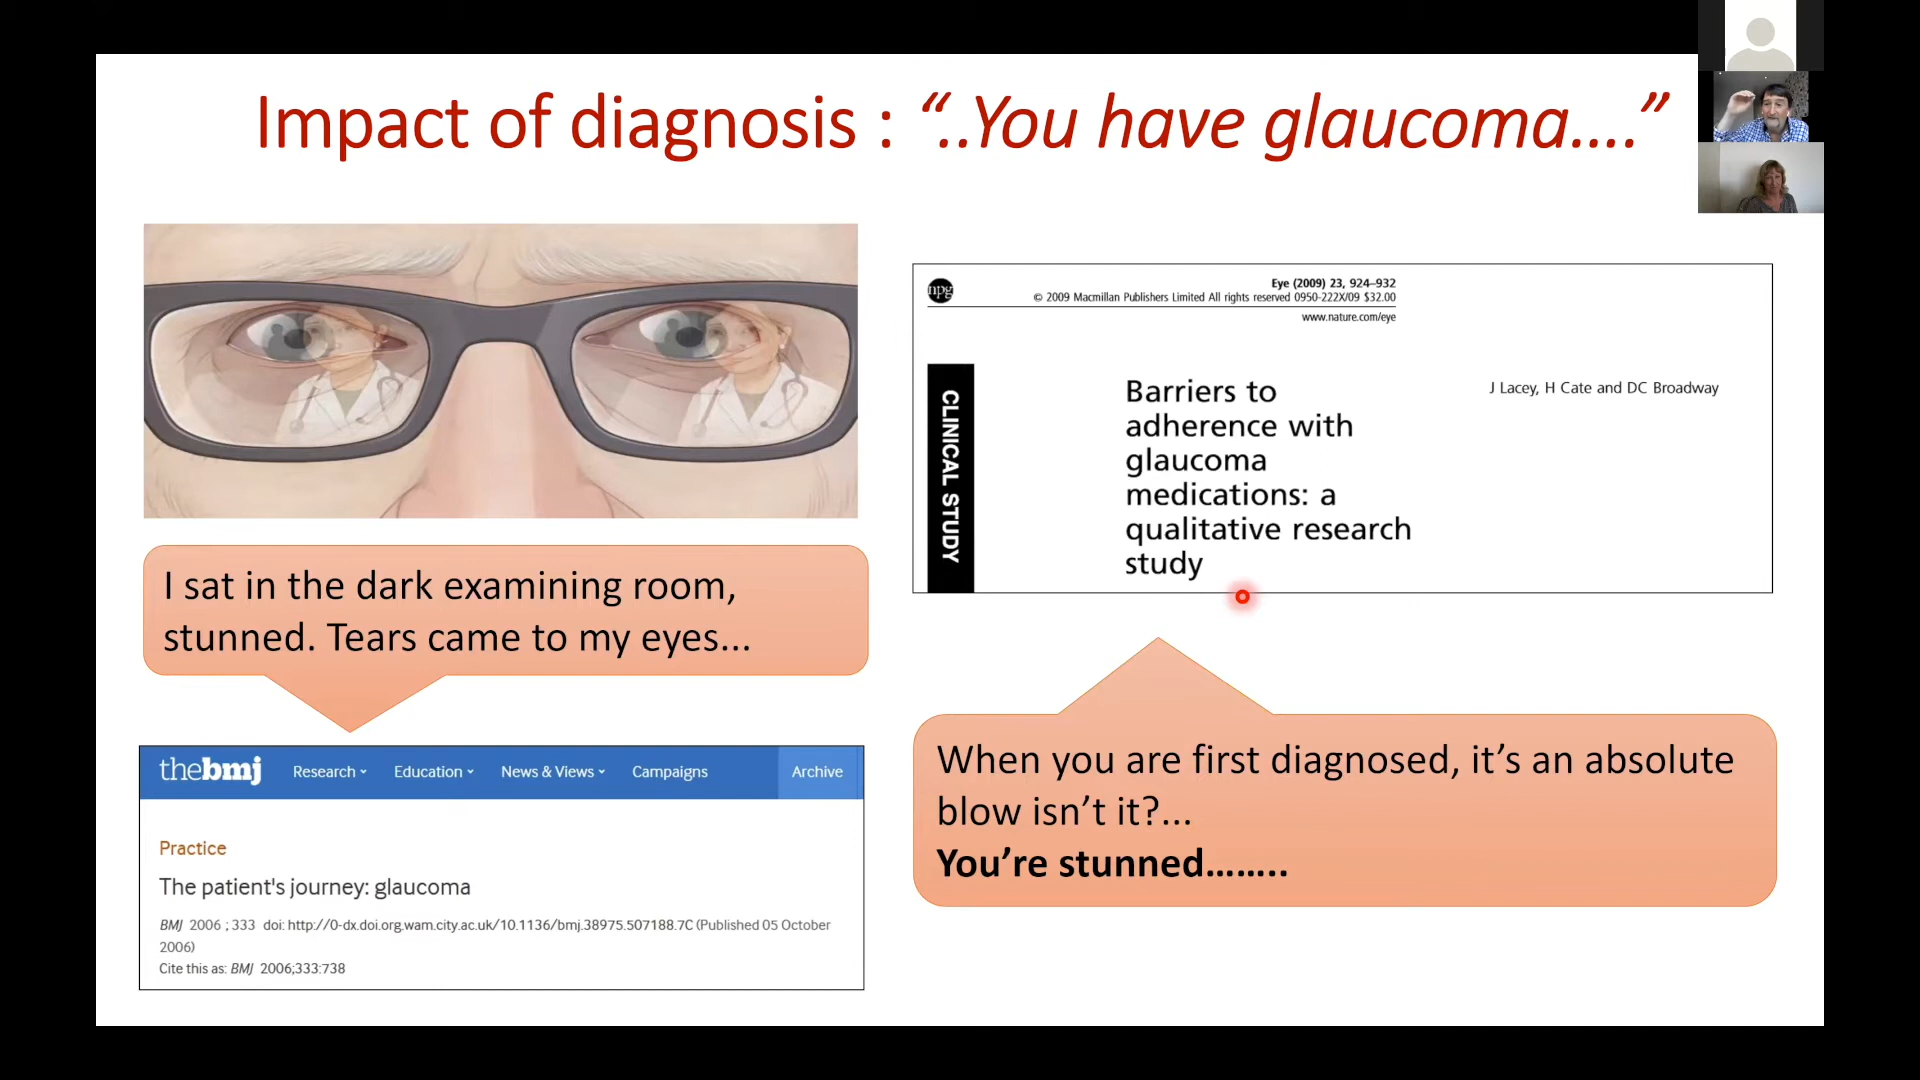 Impact of diagnosis : “..You have glaucoma....”
I sat in the dark examining room,
stunned. Tears came to my eyes...
thebmj Research Education News & Views Campaigns Archive
Practice
The patient's journey: glaucoma
BMJ 2006 ; 333 doi: http://0-dx.doi.org.wam.city.ac.uk/10.1136/bmj.38975.507188.7C (Published 05 October
2006)
Cite this as: BMJ 2006;333:738
npg
Eye (2009) 23, 924–932
© 2009 Macmillan Publishers Limited All rights reserved 0950-222X/09 $32.00
www.nature.com/eye
CLINICAL STUDY
Barriers to
adherence with
glaucoma
medications: a
qualitative research
study
J Lacey, H Cate and DC Broadway
When you are first diagnosed, it’s an absolute
blow isn’t it?...
You’re stunned........